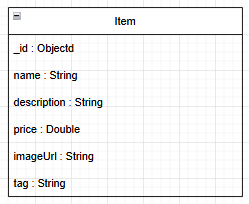 Item
_id : Objectd
name : String
description : String
price : Double
imageUrl : String
tag : String